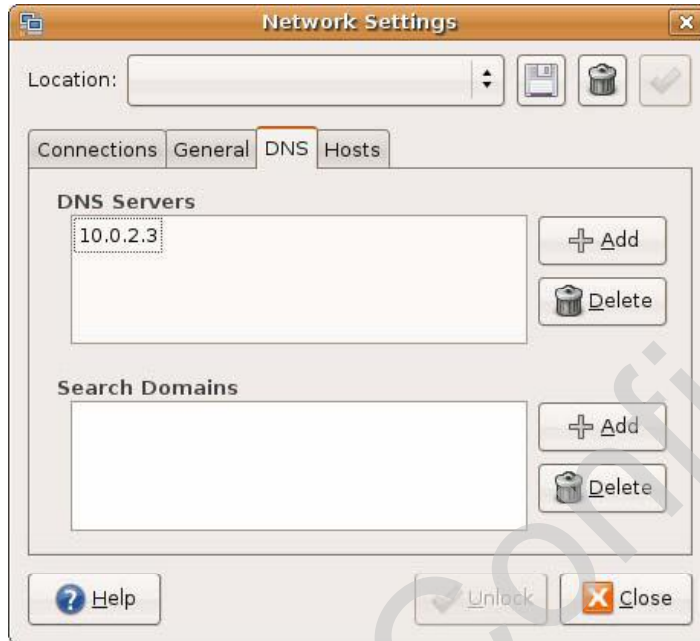 Network Settings
Location:
Connections General DNS Hosts
DNS Servers
10.0.2.3
Add
Delete
Search Domains
Add
Delete
Help Unlock Close